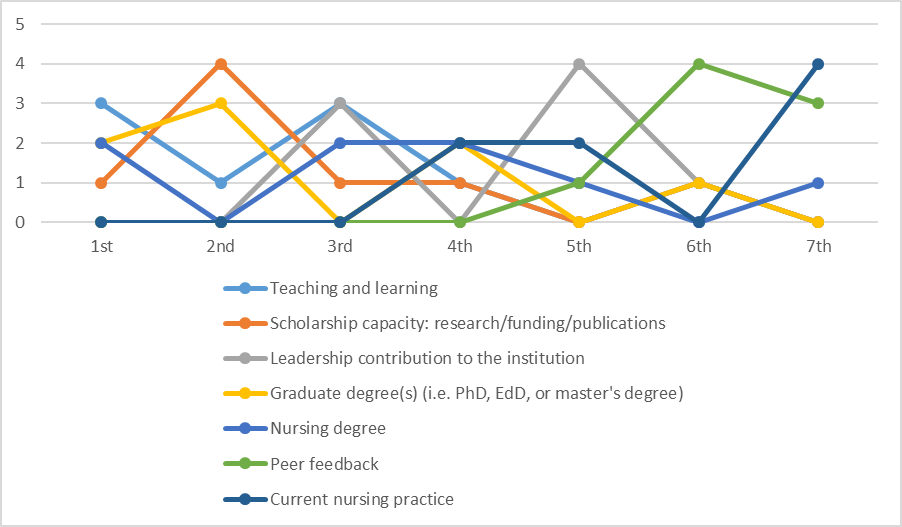 5
4
3
2
1
0
1st 2nd 3rd 4th 5th 6th 7th
Teaching and learning
Scholarship capacity: research/funding/publications
Leadership contribution to the institution
Graduate degree(s) (i.e. PhD, EdD, or master's degree)
Nursing degree
Peer feedback
Current nursing practice